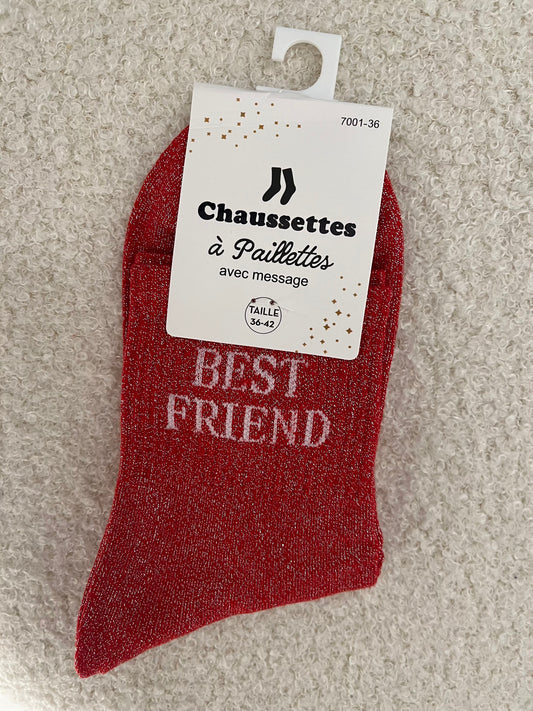 7001-36
Chaussettes
à Paillettes
avec message
TAILLE
36-42
BEST
FRIEND